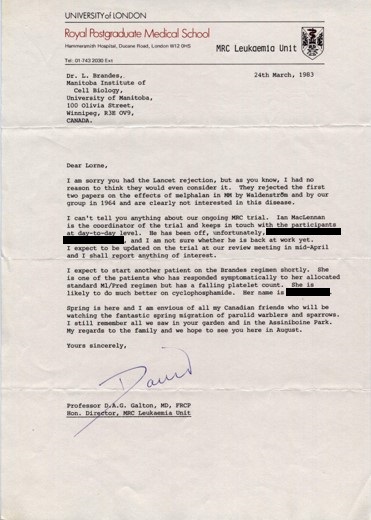 UNIVERSITY of LONDON
Royal Postgraduate Medical School
Hammersmith Hospital, Ducane Road, London W12 0HS
MRC Leukaemia Unit
Tel: 01-743 2030 Ext
Dr. L. Brandes,
Manitoba Institute of
Cell Biology,
University of Manitoba,
100 Olivia Street,
Winnipeg, R3E OV9,
CANADA.
24th March, 1983
Dear Lorne,
I am sorry you had the Lancet rejection, but as you know, I had no
reason to think they would even consider it. They rejected the first
two papers on the effects of melphalan in MM by Waldenström and by our
group in 1964 and are clearly not interested in this disease.
I can't tell you anything about our ongoing MRC trial. Ian MacLennan
is the coordinator of the trial and keeps in touch with the participants
at day-to-day level. He has been off, unfortunately,
, and I am not sure whether he is back at work yet.
I expect to be updated on the trial at our review meeting in mid-April
and I shall report anything of interest.
I expect to start another patient on the Brandes regimen shortly. She
is one of the patients who has responded symptomatically to her allocated
standard Ml/Pred regimen but has a falling platelet count. She is
likely to do much better on cyclophosphamide. Her name is
Spring is here and I am envious of all my Canadian friends who will be
watching the fantastic spring migration of parulid warblers and sparrows.
I still remember all we saw in your garden and in the Assiniboine Park.
My regards to the family and we hope to see you here in August.
Yours sincerely,
David
Professor D.A.G. Galton, MD, FRCP
Hon. Director, MRC Leukaemia Unit